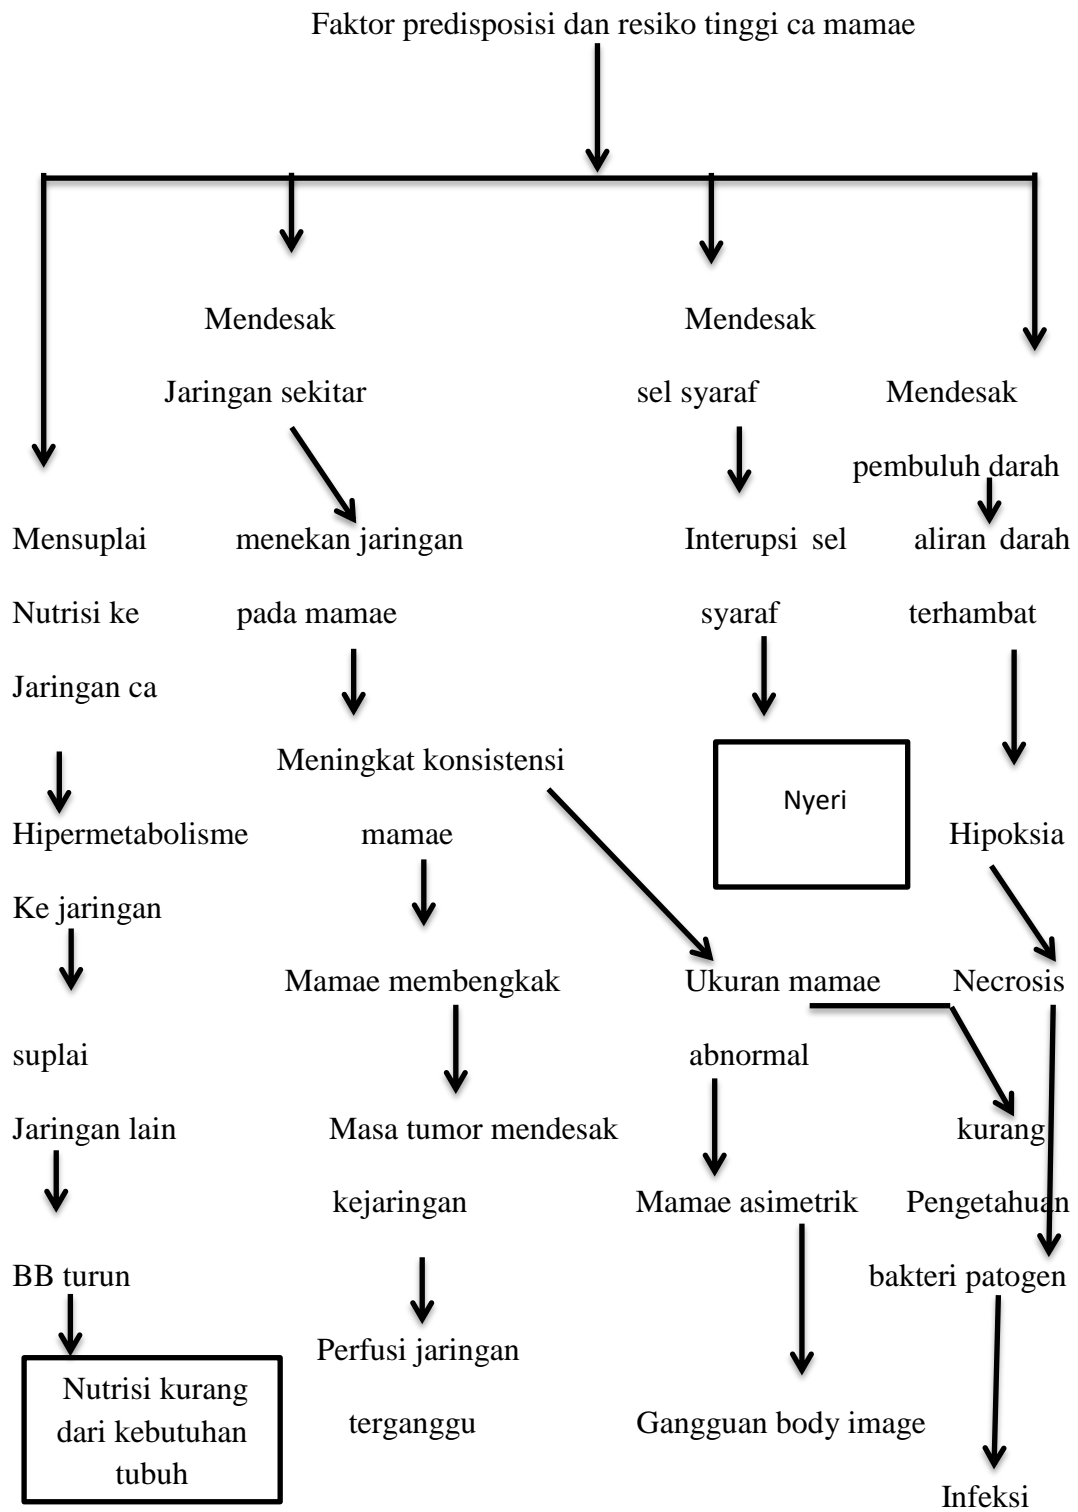 Faktor predisposisi dan resiko tinggi ca mamae
Mendesak
Mendesak
Jaringan sekitar
sel syaraf
Mendesak
pembuluh darah
Mensuplai
menekan jaringan
Interupsi sel
aliran darah
Nutrisi ke
pada mamae
syaraf
terhambat
Jaringan ca
Meningkat konsistensi
Nyeri
Hipermetabolisme
mamae
Hipoksia
Ke jaringan
Mamae membengkak
Ukuran mamae
Necrosis
suplai
abnormal
Jaringan lain
Masa tumor mendesak
kurang
kejaringan
Mamae asimetrik
Pengetahuan
BB turun
bakteri patogen
Perfusi jaringan
Nutrisi kurang
dari kebutuhan
tubuh
terganggu
Gangguan body image
Infeksi